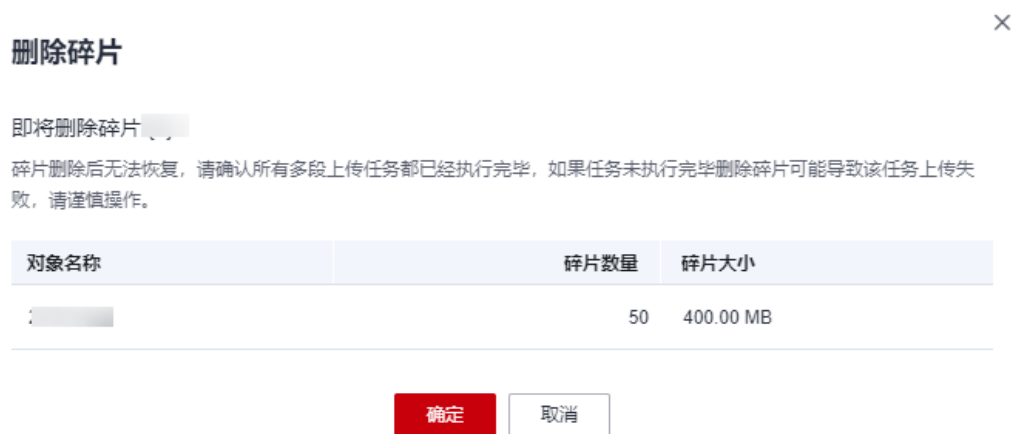 删除碎片
即将删除碎片
碎片删除后无法恢复，请确认所有多段上传任务都已经执行完毕，如果任务未执行完毕删除碎片可能导致该任务上传失
败，请谨慎操作。
对象名称 碎片数量 碎片大小
50 400.00 MB
确定 取消